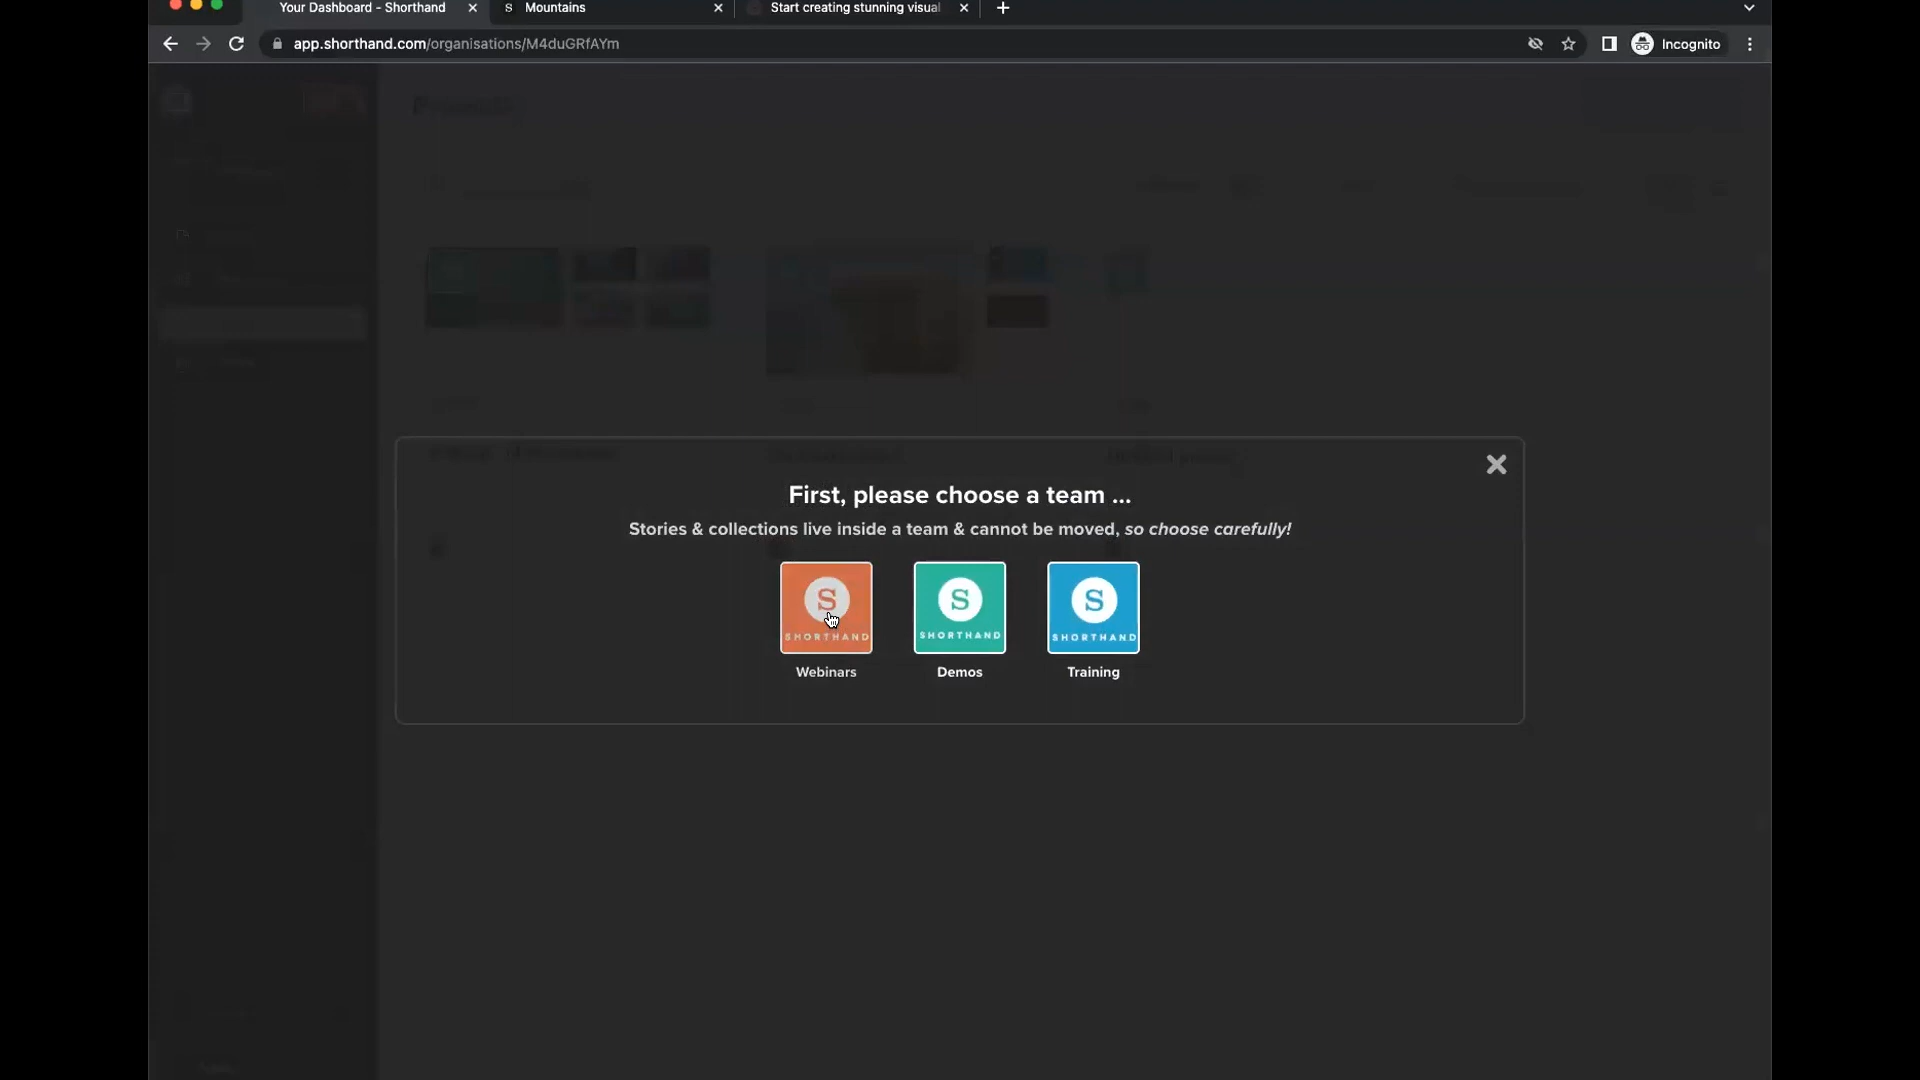 Your Dashboard - Shorthand
Mountains
Start creating stunning visual
app.shorthand.com/organisations/M4duGRfAYm
Incognito
First, please choose a team ...
Stories & collections live inside a team & cannot be moved, so choose carefully!
S
SHORTHAND
S
SHORTHAND
S
SHORTHAND
Webinars
Demos
Training